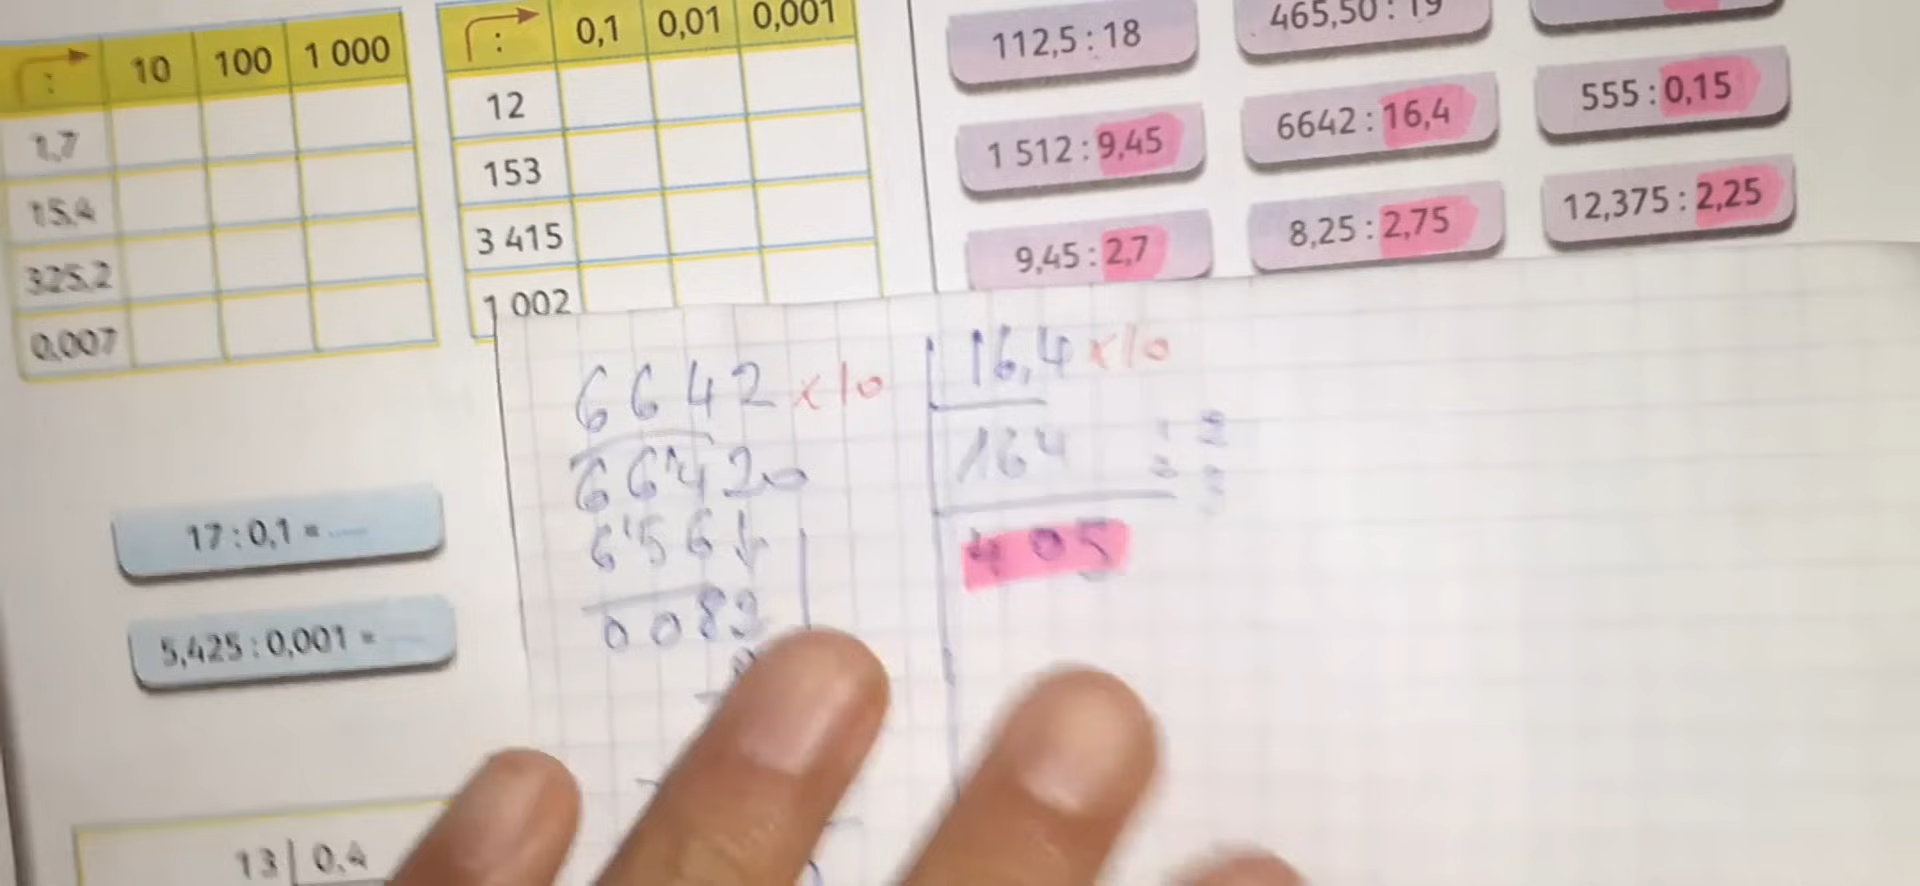 : 10 100 1 000
1,7
15,4
325,2
0,007
: 0,1 0,01 0,001
12
153
3 415
1 002
112,5 : 18
465,50 : 19
1 512 : 9,45
6642 : 16,4
555 : 0,15
9,45 : 2,7
8,25 : 2,75
12,375 : 2,25
17 : 0,1 = ......
5,425 : 0,001 =
13 | 0,4
6642 x10 | 16,4 x10
66420 | 164
656 | 405
0082